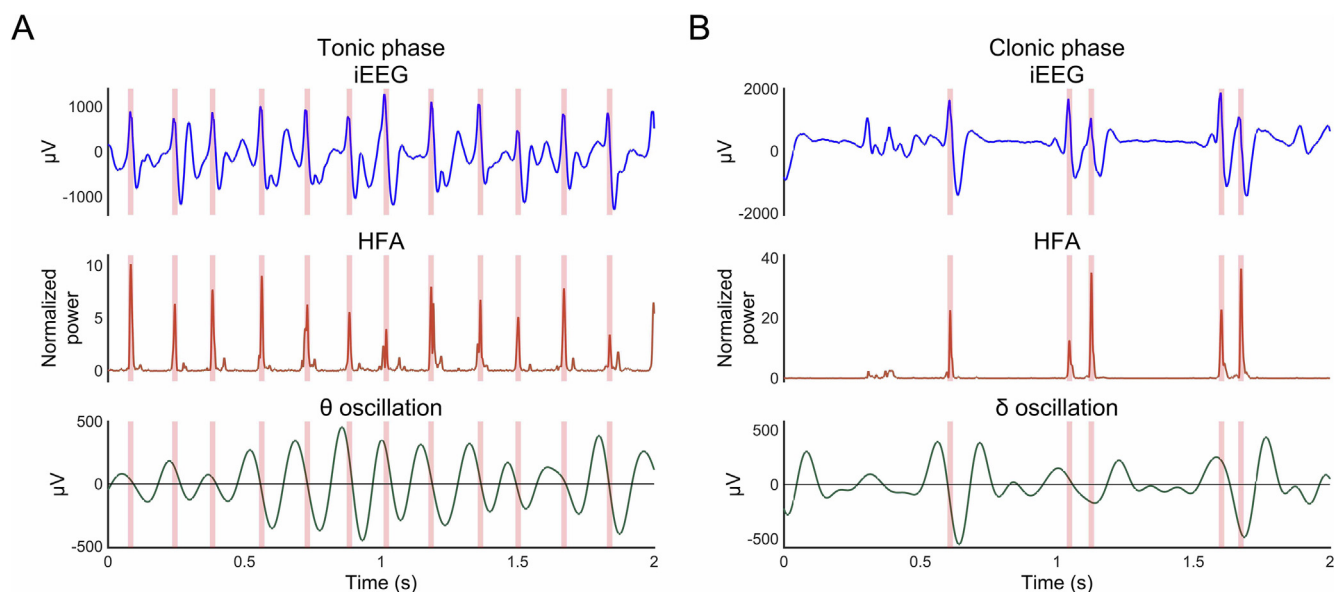 A
Tonic phase
iEEG
µV
1000
0
-1000
HFA
Normalized
power
10
5
0
θ oscillation
µV
500
0
-500
0
0.5
1
1.5
2
Time (s)
B
Clonic phase
iEEG
µV
2000
0
-2000
HFA
Normalized
power
40
20
0
δ oscillation
µV
500
0
-500
0
0.5
1
1.5
2
Time (s)